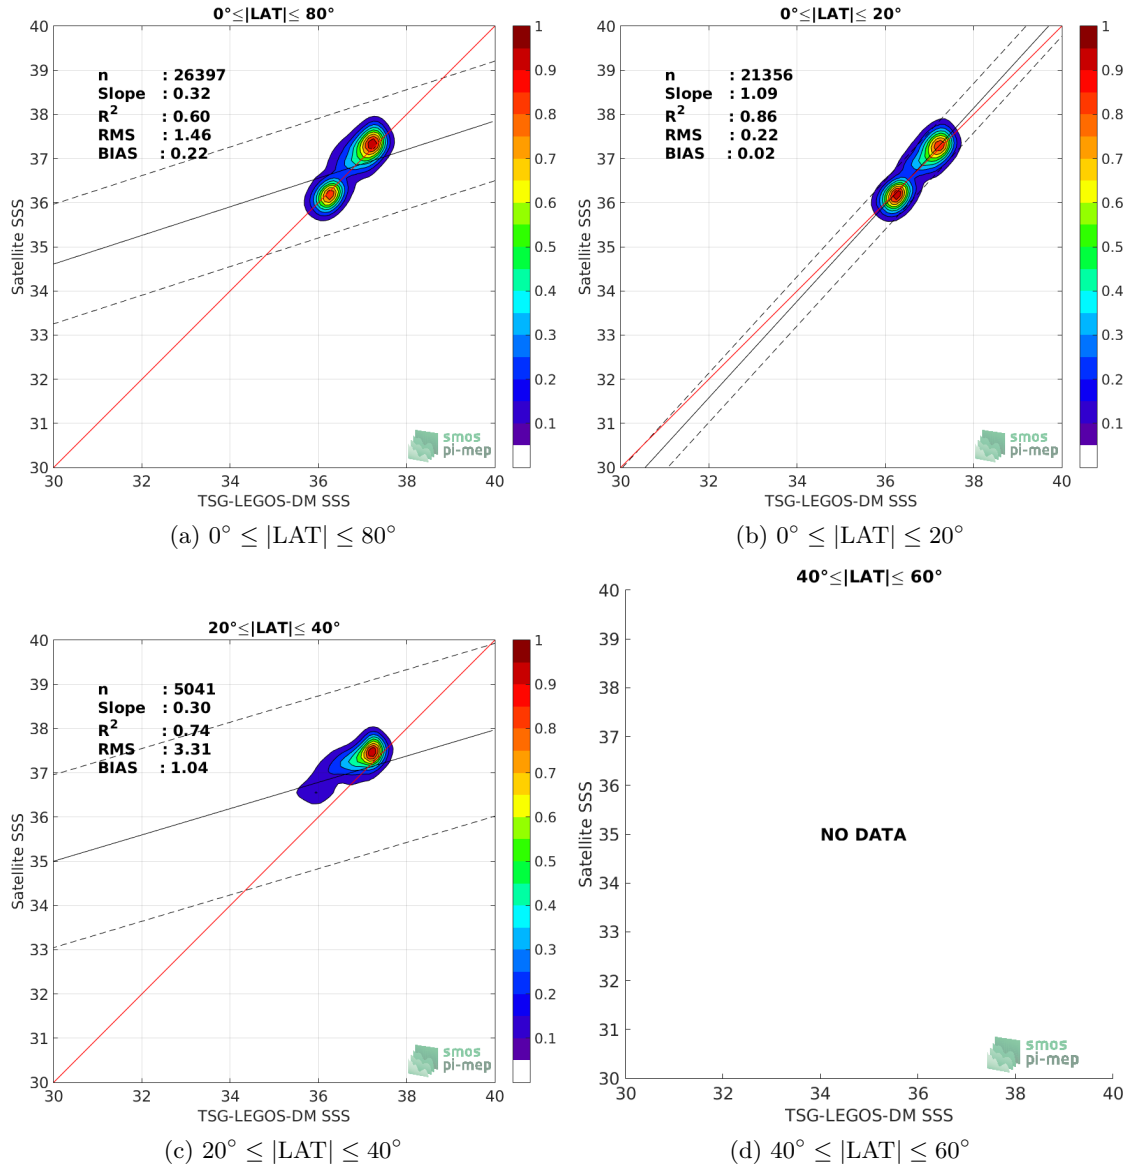 0°≤|LAT|≤ 80°
n : 26397
Slope : 0.32
R² : 0.60
RMS : 1.46
BIAS : 0.22
40
39
38
37
36
35
34
33
32
31
30
Satellite SSS
30 32 34 36 38 40
TSG-LEGOS-DM SSS
1
0.9
0.8
0.7
0.6
0.5
0.4
0.3
0.2
0.1
smos
pi-mep
(a) 0° ≤ |LAT| ≤ 80°
0°≤|LAT|≤ 20°
n : 21356
Slope : 1.09
R² : 0.86
RMS : 0.22
BIAS : 0.02
40
39
38
37
36
35
34
33
32
31
30
Satellite SSS
30 32 34 36 38 40
TSG-LEGOS-DM SSS
1
0.9
0.8
0.7
0.6
0.5
0.4
0.3
0.2
0.1
smos
pi-mep
(b) 0° ≤ |LAT| ≤ 20°
20°≤|LAT|≤ 40°
n : 5041
Slope : 0.30
R² : 0.74
RMS : 3.31
BIAS : 1.04
40
39
38
37
36
35
34
33
32
31
30
Satellite SSS
30 32 34 36 38 40
TSG-LEGOS-DM SSS
1
0.9
0.8
0.7
0.6
0.5
0.4
0.3
0.2
0.1
smos
pi-mep
(c) 20° ≤ |LAT| ≤ 40°
40°≤|LAT|≤ 60°
40
39
38
37
36
35
34
33
32
31
30
Satellite SSS
NO DATA
30 32 34 36 38 40
TSG-LEGOS-DM SSS
smos
pi-mep
(d) 40° ≤ |LAT| ≤ 60°